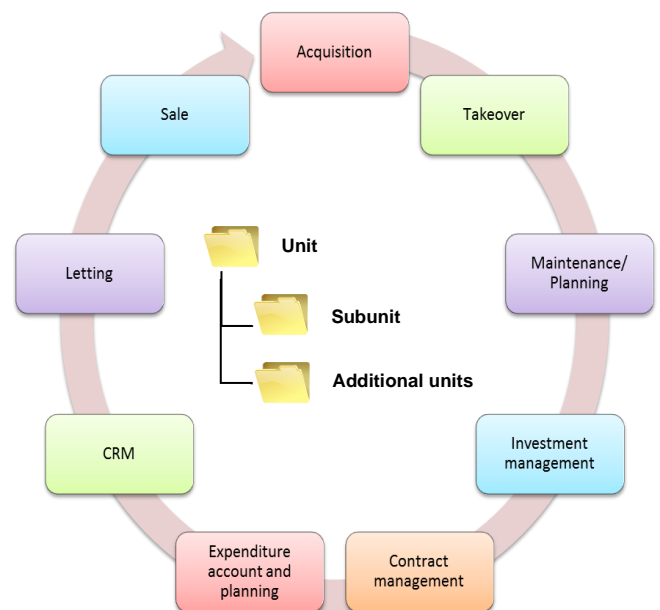 Acquisition
Takeover
Sale
Unit
Letting
Maintenance/
Planning
Subunit
Additional units
CRM
Investment
management
Expenditure
account and
planning
Contract
management